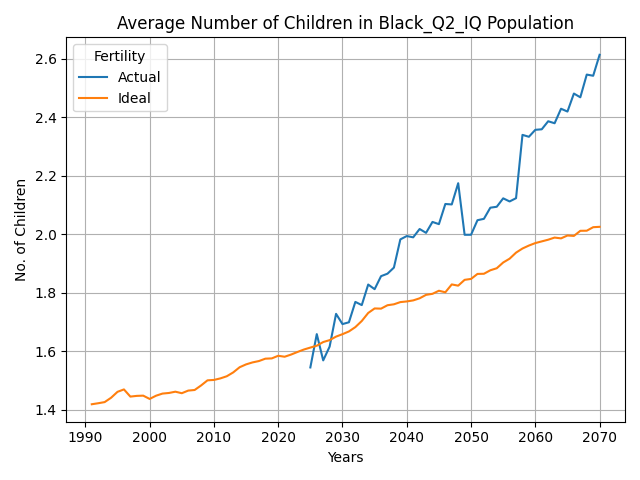 Average Number of Children in Black_Q2_IQ Population
Fertility
Actual
Ideal
No. of Children
2.6
2.4
2.2
2.0
1.8
1.6
1.4
1990 2000 2010 2020 2030 2040 2050 2060 2070
Years